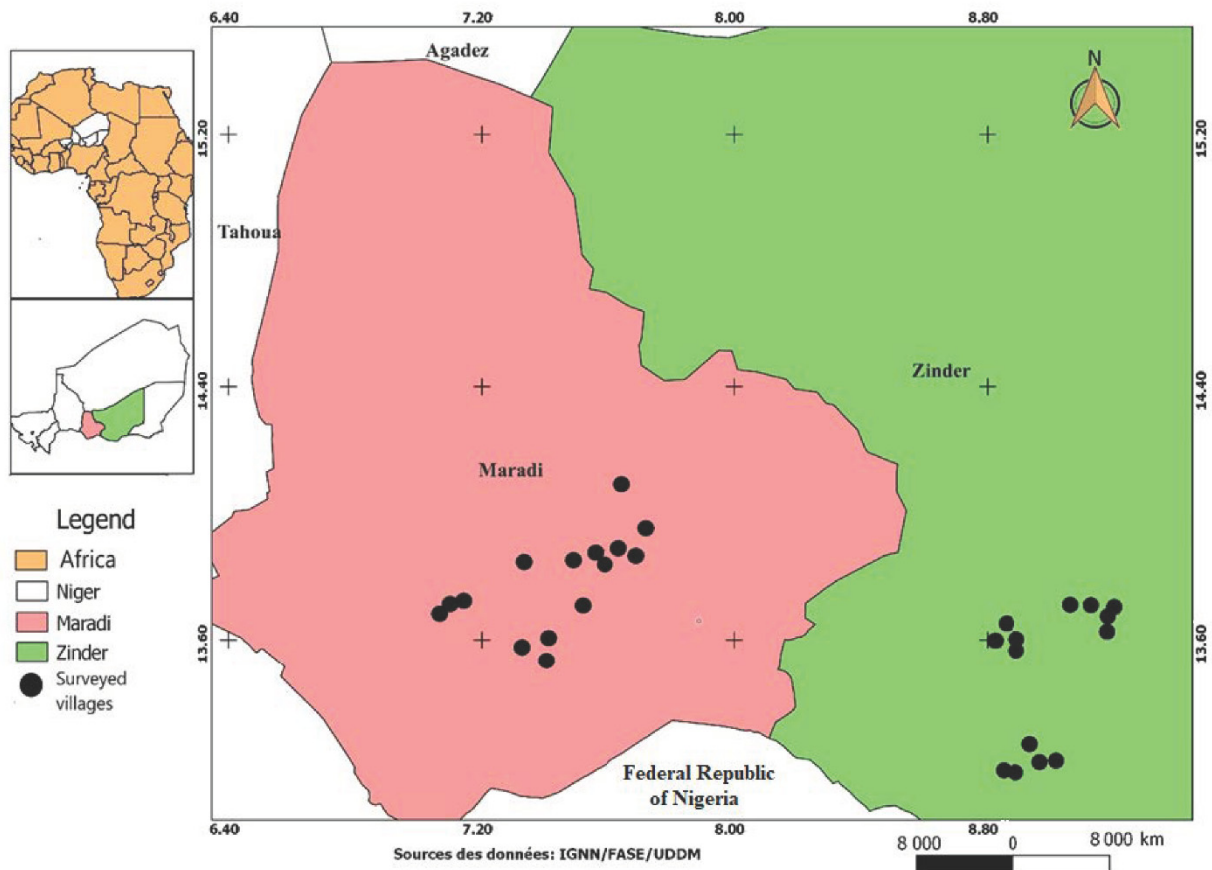 6.40 7.20 8.00 8.80
Agadez
N
15.20 15.20
Tahoua
Zinder
14.40 14.40
Maradi
Legend
Africa
Niger
Maradi
Zinder
Surveyed
villages
13.60 13.60
Federal Republic
of Nigeria
6.40 7.20 8.00 8.80
Sources des données: IGNN/FASE/UDDM
8 000 0 8 000 km